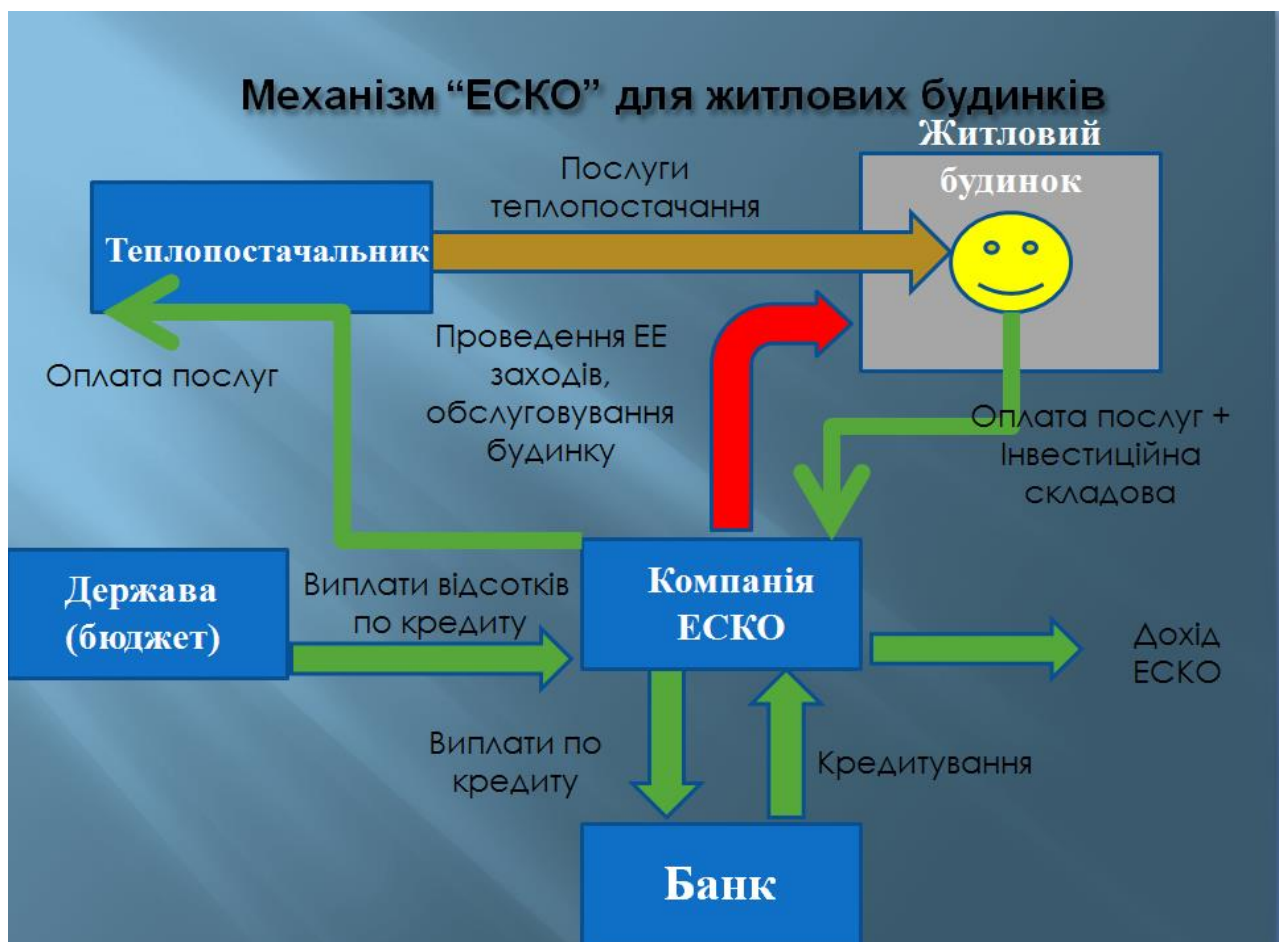 Механізм “ЕСКО” для житлових будинків
Житловий
будинок
Послуги
теплопостачання
Теплопостачальник
Проведення ЕЕ
заходів,
обслуговування
будинку
Оплата послуг
Оплата послуг +
Інвестиційна
складова
Держава
(бюджет)
Виплати відсотків
по кредиту
Компанія
ЕСКО
Дохід
ЕСКО
Виплати по
кредиту
Кредитування
Банк